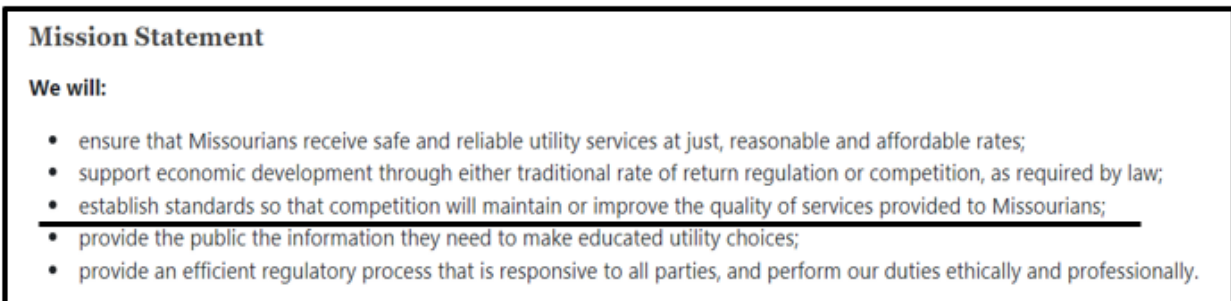 Mission Statement
We will:
• ensure that Missourians receive safe and reliable utility services at just, reasonable and affordable rates;
• support economic development through either traditional rate of return regulation or competition, as required by law;
• establish standards so that competition will maintain or improve the quality of services provided to Missourians;
• provide the public the information they need to make educated utility choices;
• provide an efficient regulatory process that is responsive to all parties, and perform our duties ethically and professionally.